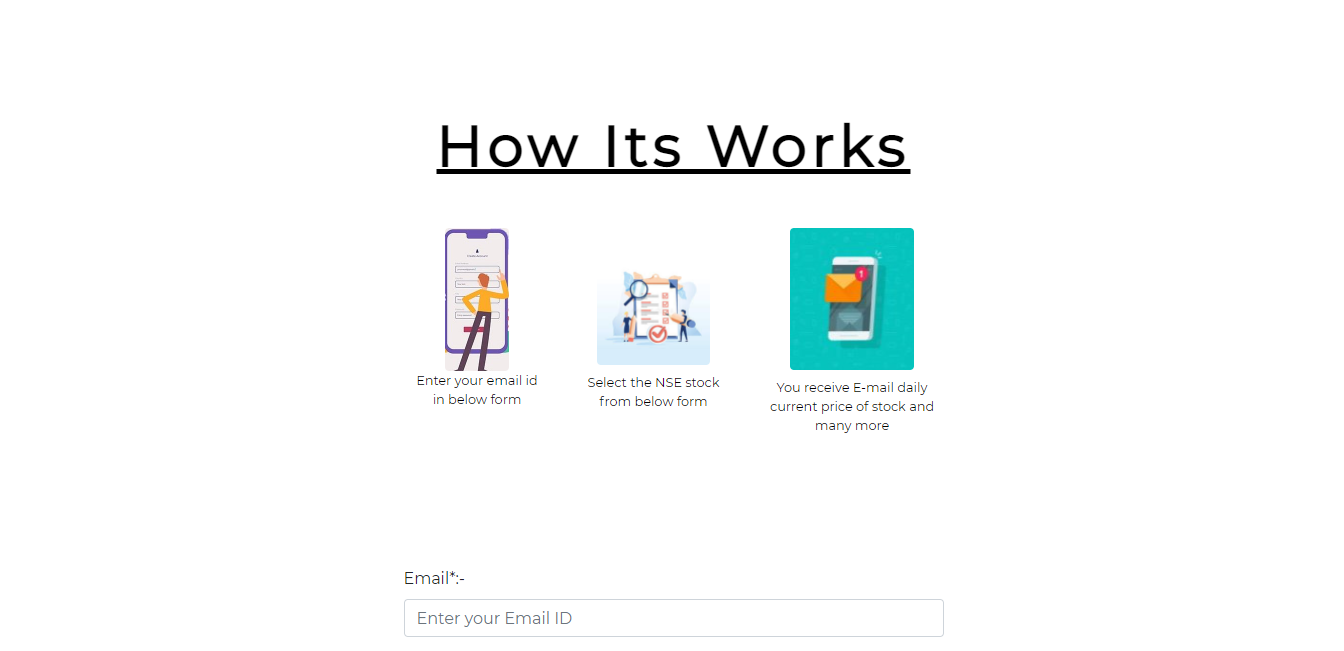 How Its Works
Enter your email id
in below form
Select the NSE stock
from below form
1
You receive E-mail daily
current price of stock and
many more
Email*:-
Enter your Email ID